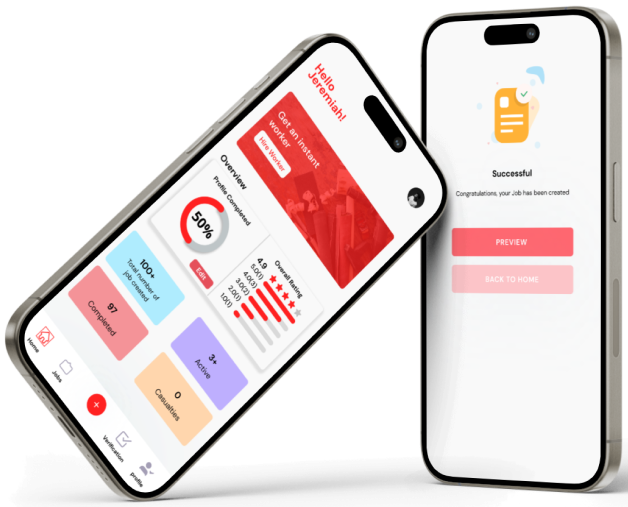 Hello
Jeremiah!
Get an instant
worker
Hire Worker
Overview
Profile Completed
50%
Edit
Overall Rating
4.9
5.0(1)
4.0(3)
3.0(2)
2.0(1)
1.0(1)
100+
Total number of
job created
97
Completed
3+
Active
0
Casualties
Home
Jobs
Verification
profile
Successful
Congratulations, your Job has been created
PREVIEW
BACK TO HOME